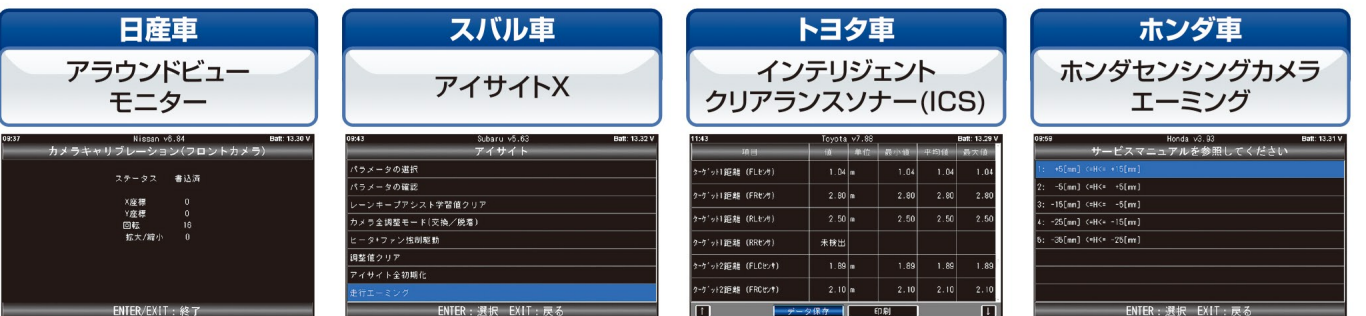 日産車
アラウンドビュー
モニター
09:37 Nissan v6.84 Batt: 13.30 V
カメラキャリブレーション(フロントカメラ)
ステータス 書込済
X座標 0
Y座標 0
回転 16
拡大/縮小 0
ENTER/EXIT : 終了
スバル車
アイサイトX
09:43 Subaru v5.63 Batt: 13.32 V
アイサイト
パラメータの選択
パラメータの確認
レーンキープアシスト学習値クリア
カメラ全調整モード(交換/脱着)
ヒータ+ファン強制駆動
調整値クリア
アイサイト全初期化
走行エーミング
ENTER : 選択 EXIT : 戻る
トヨタ車
インテリジェント
クリアランスソナー(ICS)
11:43 Toyota v7.88 Batt: 13.29 V
項目 値 単位 最小値 平均値 最大値
ターゲット1距離 (FLセンサ) 1.04 m 1.04 1.04 1.04
ターゲット1距離 (FRセンサ) 2.80 m 2.80 2.80 2.80
ターゲット1距離 (RLセンサ) 2.50 m 2.50 2.50 2.50
ターゲット1距離 (RRセンサ) 未検出
ターゲット2距離 (FLCセンサ) 1.89 m 1.89 1.89 1.89
ターゲット2距離 (FRCセンサ) 2.10 m 2.10 2.10 2.10
↑ データ保存 印刷 ↓
ホンダ車
ホンダセンシングカメラ
エーミング
09:59 Honda v3.93 Batt: 13.31 V
サービスマニュアルを参照してください
1: +5[mm] <=H<= +15[mm]
2: -5[mm] <=H<= +5[mm]
3: -15[mm] <=H<= -5[mm]
4: -25[mm] <=H<= -15[mm]
5: -35[mm] <=H<= -25[mm]
ENTER : 選択 EXIT : 戻る